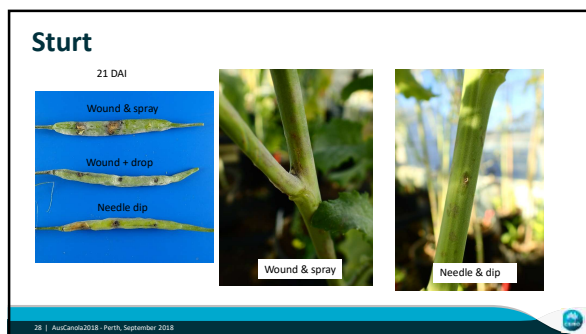 Sturt
21 DAI
Wound & spray
Wound + drop
Needle dip
Wound & spray
Needle & dip
28 | AusCanola2018 - Perth, September 2018